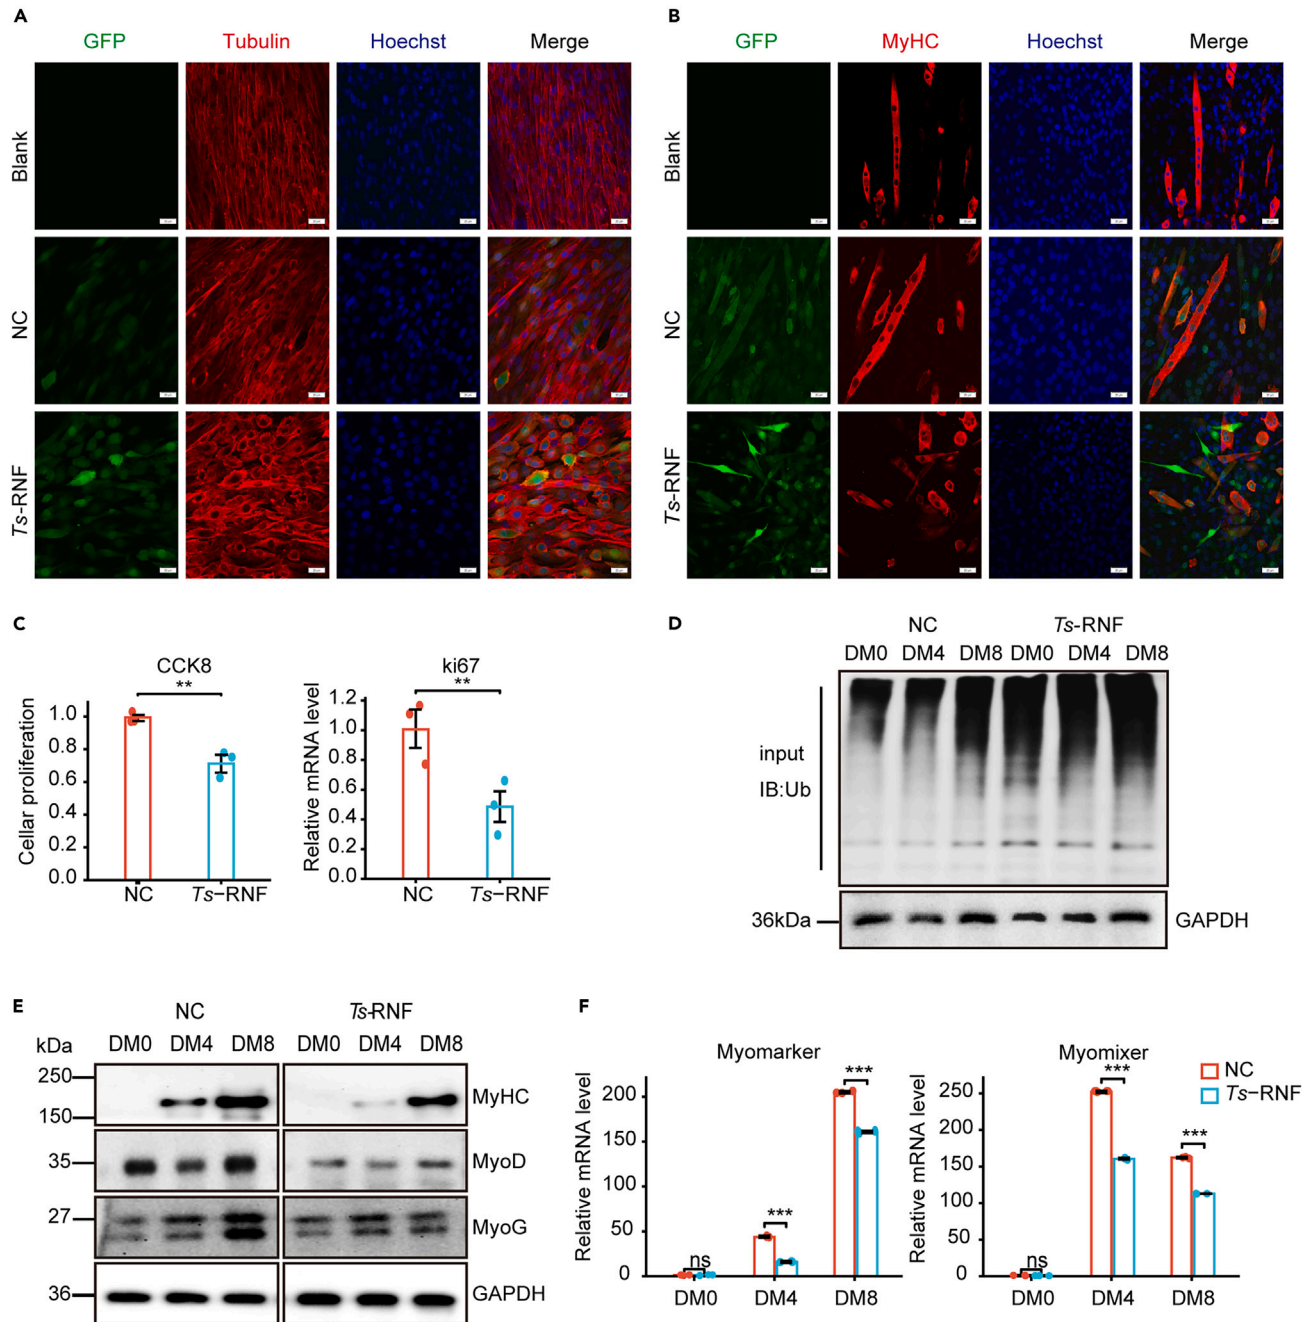 A
GFP Tubulin Hoechst Merge
Blank
NC
Ts-RNF
B
GFP MyHC Hoechst Merge
Blank
NC
Ts-RNF
C
CCK8
**
Cellar proliferation
1.0
0.8
0.6
0.4
0.2
0.0
NC Ts−RNF
ki67
**
Relative mRNA level
1.2
1.0
0.8
0.6
0.4
0.2
0.0
NC Ts−RNF
D
NC Ts-RNF
DM0 DM4 DM8 DM0 DM4 DM8
input
IB:Ub
36kDa GAPDH
E
NC Ts-RNF
kDa DM0 DM4 DM8 DM0 DM4 DM8
250
150 MyHC
35 MyoD
27 MyoG
36 GAPDH
F
Myomarker
Relative mRNA level
200
150
100
50
0
ns *** ***
DM0 DM4 DM8
Myomixer
Relative mRNA level
250
200
150
100
50
0
ns *** ***
DM0 DM4 DM8
NC
Ts−RNF